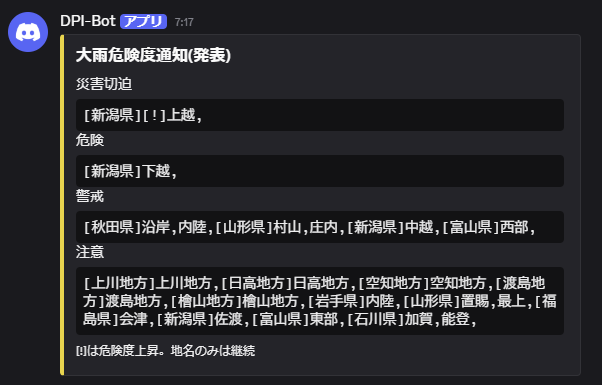 DPI-Bot アプリ 7:17
大雨危険度通知(発表)
災害切迫
[新潟県][!]上越,
危険
[新潟県]下越,
警戒
[秋田県]沿岸,内陸,[山形県]村山,庄内,[新潟県]中越,[富山県]西部,
注意
[上川地方]上川地方,[日高地方]日高地方,[空知地方]空知地方,[渡島地
方]渡島地方,[檜山地方]檜山地方,[岩手県]内陸,[山形県]置賜,最上,[福
島県]会津,[新潟県]佐渡,[富山県]東部,[石川県]加賀,能登,
[!]は危険度上昇。地名のみは継続